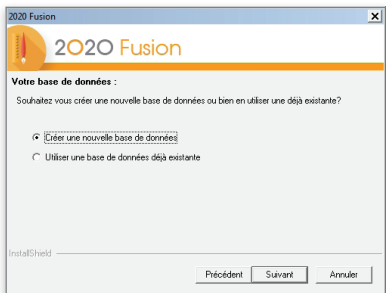 2020 Fusion
2020 Fusion
Votre base de données :
Souhaitez vous créer une nouvelle base de données ou bien en utiliser une déjà existante?
Créer une nouvelle base de données
Utiliser une base de données déjà existante
InstallShield
Précédent Suivant Annuler